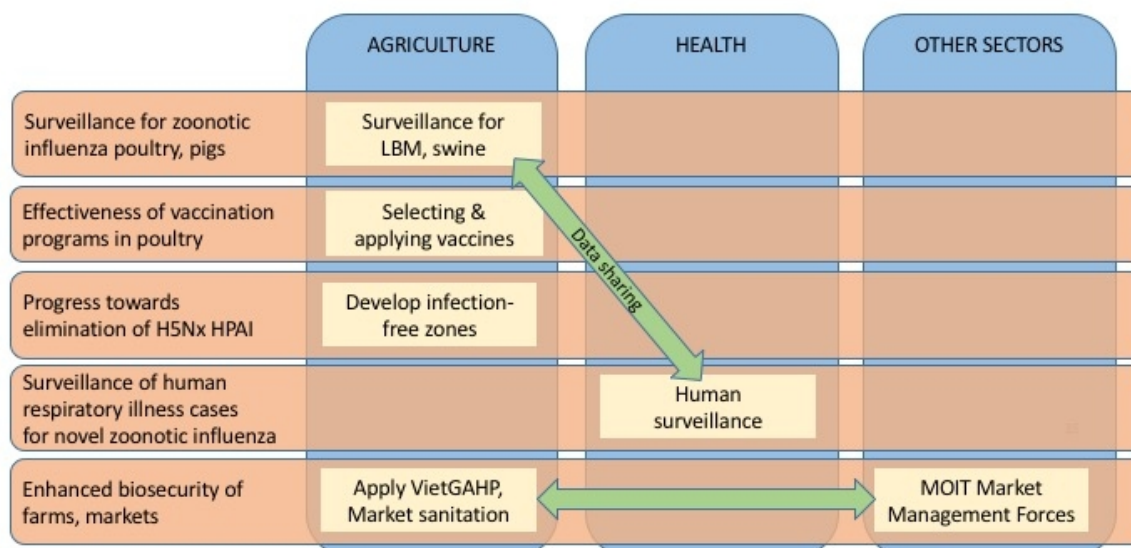 AGRICULTURE
HEALTH
OTHER SECTORS
Surveillance for zoonotic
influenza poultry, pigs
Surveillance for
LBM, swine
Effectiveness of vaccination
programs in poultry
Selecting &
applying vaccines
Data sharing
Progress towards
elimination of H5Nx HPAI
Develop infection-
free zones
Surveillance of human
respiratory illness cases
for novel zoonotic influenza
Human
surveillance
Enhanced biosecurity of
farms, markets
Apply VietGAHP,
Market sanitation
MOIT Market
Management Forces